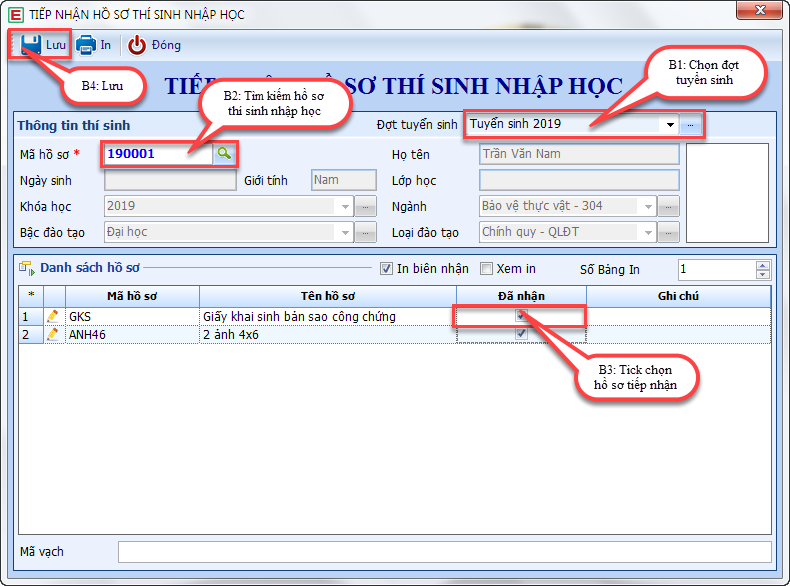 E TIẾP NHẬN HỒ SƠ THÍ SINH NHẬP HỌC
Lưu In Đóng
B4: Lưu
B1: Chọn đợt
tuyển sinh
B2: Tìm kiếm hồ sơ
thí sinh nhập học
SƠ THÍ SINH NHẬP HỌC
Thông tin thí sinh
Đợt tuyển sinh Tuyển sinh 2019 ...
Mã hồ sơ * 190001 Họ tên Trần Văn Nam
Ngày sinh Giới tính Nam Lớp học
Khóa học 2019 ... Ngành Bảo vệ thực vật - 304 ...
Bậc đào tạo Đại học ... Loại đào tạo Chính quy - QLĐT ...
Danh sách hồ sơ In biên nhận Xem in Số Bảng In 1
* Mã hồ sơ Tên hồ sơ Đã nhận Ghi chú
1 GKS Giấy khai sinh bản sao công chứng
2 ANH46 2 ảnh 4x6
B3: Tick chọn
hồ sơ tiếp nhận
Mã vạch